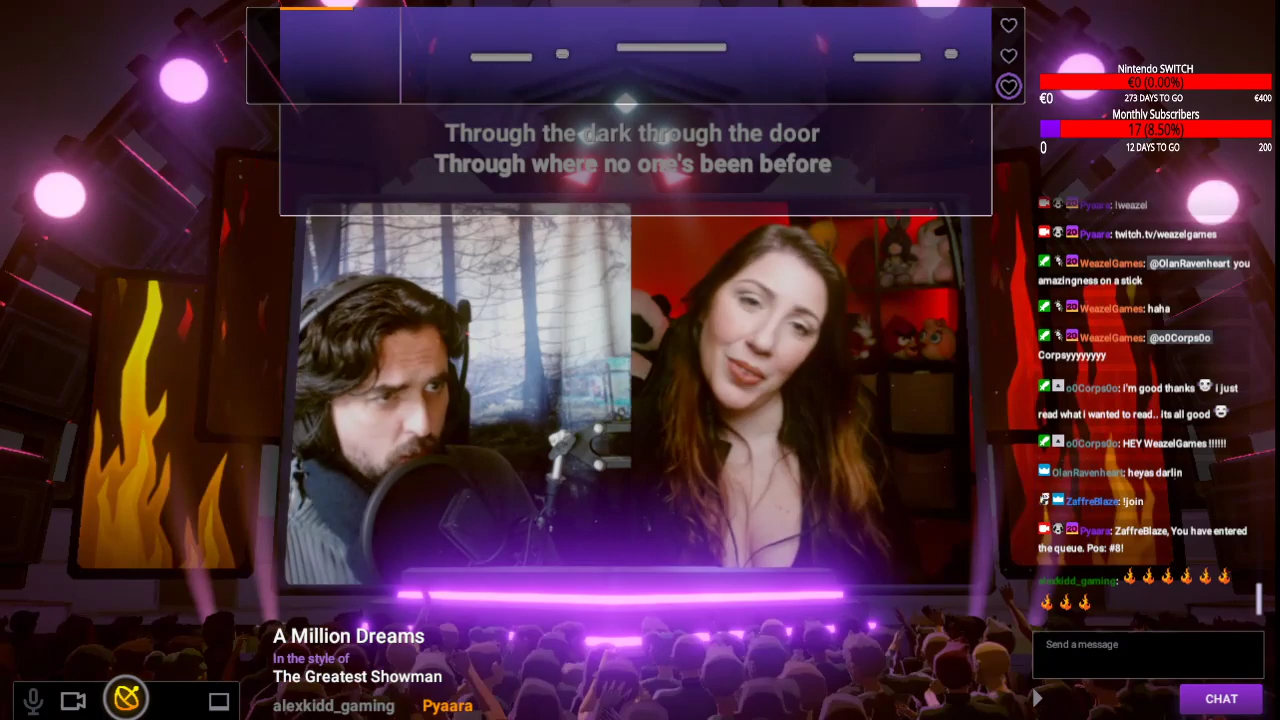 Through the dark through the door
Through where no one's been before
Nintendo SWITCH
€0 (0.00%)
€0 273 DAYS TO GO €400
Monthly Subscribers
17 (8.50%)
0 12 DAYS TO GO 200
Pyaara: !weazel
Pyaara: twitch.tv/weazelgames
WeazelGames: @OlanRavenheart you
amazingness on a stick
WeazelGames: haha
WeazelGames: @o0Corps0o
Corpsyyyyyyy
o0Corps0o: i'm good thanks i just
read what i wanted to read.. its all good
o0Corps0o: HEY WeazelGames !!!!!!
OlanRavenheart: heyas darlin
ZaffreBlaze: !join
Pyaara: ZaffreBlaze, You have entered
the queue. Pos: #8!
alexkidd_gaming:
Send a message
CHAT
A Million Dreams
In the style of
The Greatest Showman
alexkidd_gaming Pyaara